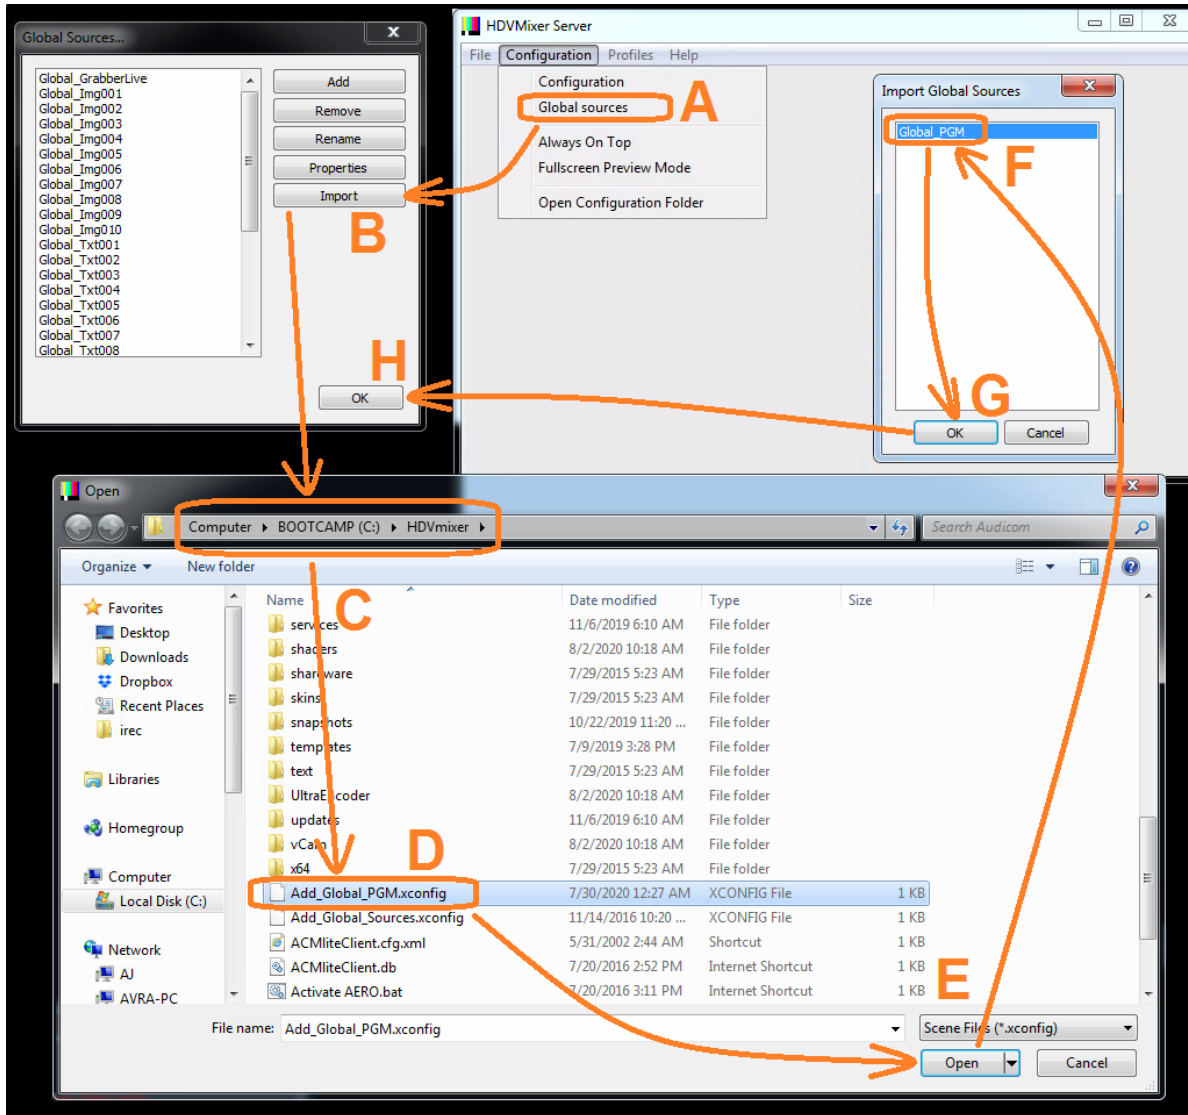 Global Sources...
Global_GrabberLive
Global_Img001
Global_Img002
Global_Img003
Global_Img004
Global_Img005
Global_Img006
Global_Img007
Global_Img008
Global_Img009
Global_Img010
Global_Txt001
Global_Txt002
Global_Txt003
Global_Txt004
Global_Txt005
Global_Txt006
Global_Txt007
Global_Txt008
Add
Remove
Rename
Properties
Import
B
H
OK
HDVMixer Server
File Configuration Profiles Help
Configuration
Global sources
A
Always On Top
Fullscreen Preview Mode
Open Configuration Folder
Import Global Sources
Global_PGM
F
G
OK Cancel
Open
Computer BOOTCAMP (C:) HDVmixer
Search Audicom
Organize New folder
Favorites
Desktop
Downloads
Dropbox
Recent Places
irec
Libraries
Homegroup
Computer
Local Disk (C:)
Network
AJ
AVRA-PC
C
Name Date modified Type Size
services 11/6/2019 6:10 AM File folder
shaders 8/2/2020 10:18 AM File folder
shareware 7/29/2015 5:23 AM File folder
skins 7/29/2015 5:23 AM File folder
snapshots 10/22/2019 11:20 ... File folder
templates 7/9/2019 3:28 PM File folder
text 7/29/2015 5:23 AM File folder
UltraEncoder 8/2/2020 10:18 AM File folder
updates 11/6/2019 6:10 AM File folder
vCam 8/2/2020 10:18 AM File folder
x64 7/29/2015 5:23 AM File folder
D
Add_Global_PGM.xconfig 7/30/2020 12:27 AM XCONFIG File 1 KB
Add_Global_Sources.xconfig 11/14/2016 10:20 ... XCONFIG File 1 KB
ACMliteClient.cfg.xml 5/31/2002 2:44 AM Shortcut 1 KB
ACMliteClient.db 7/20/2016 2:52 PM Internet Shortcut 1 KB
Activate AERO.bat 7/20/2016 3:11 PM Internet Shortcut 1 KB
E
File name: Add_Global_PGM.xconfig Scene Files (*.xconfig)
Open Cancel